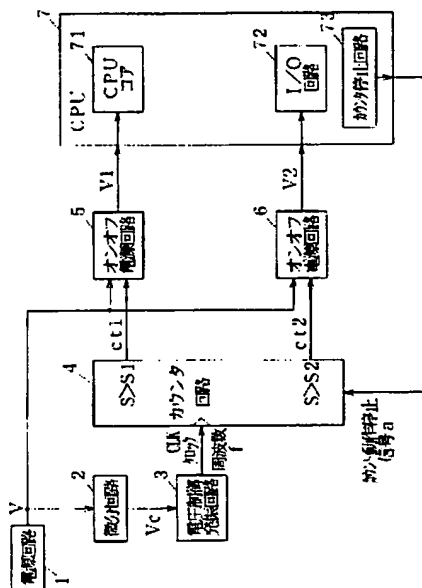 V
電源回路
1
微分回路
2
Vc
電圧制御
発振回路
3
CLK
クロック
周波数
f
4
カウンタ
回路
S>S1
S>S2
ct1
ct2
オンオフ
電源回路
5
オンオフ
電源回路
6
V1
V2
CPU
7
CPU
コア
71
I/O
回路
72
カウンタ停止回路
73
カウント動作停止
信号a